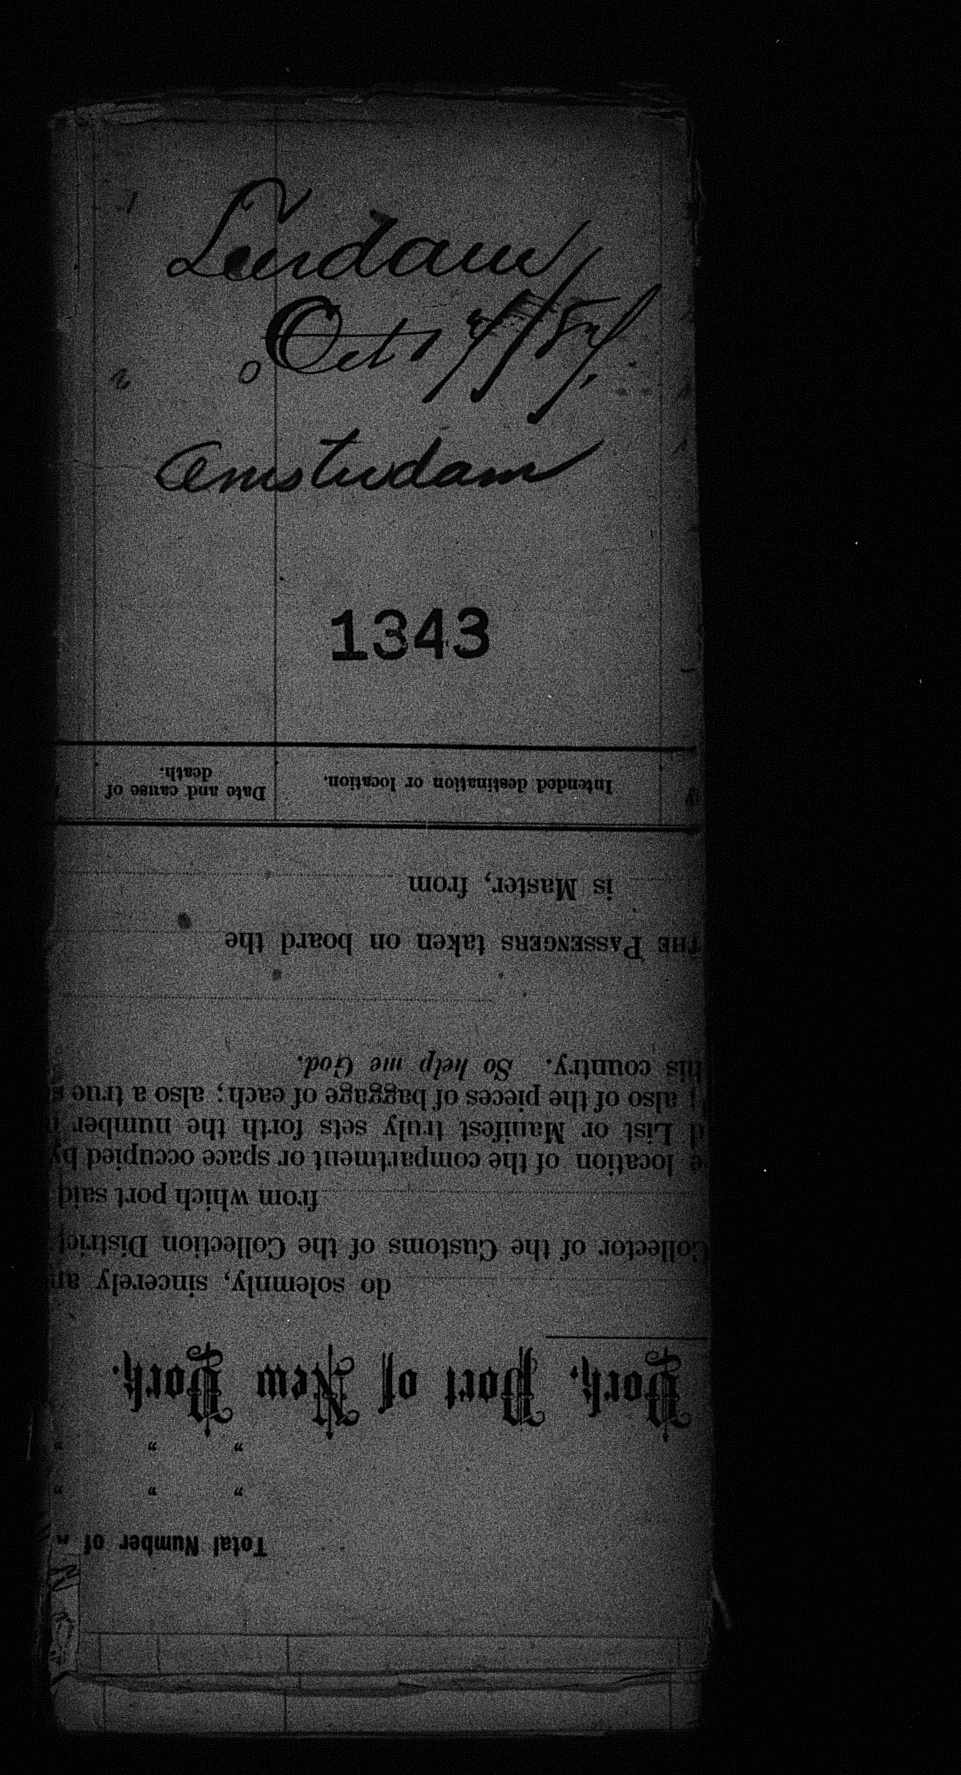 Leerdam
Oct 17/87.
Amsterdam
1343
Intended destination or location.
Date and cause of death.
is Master, from
THE PASSENGERS taken on board the
his country. So help me God.
also of the pieces of baggage of each; also a true
List or Manifest truly sets forth the number
location of the compartment or space occupied by
from which port said
Collector of the Customs of the Collection District
do solemnly, sincerely
York. Port of New York.
" " "
" " "
Total Number of